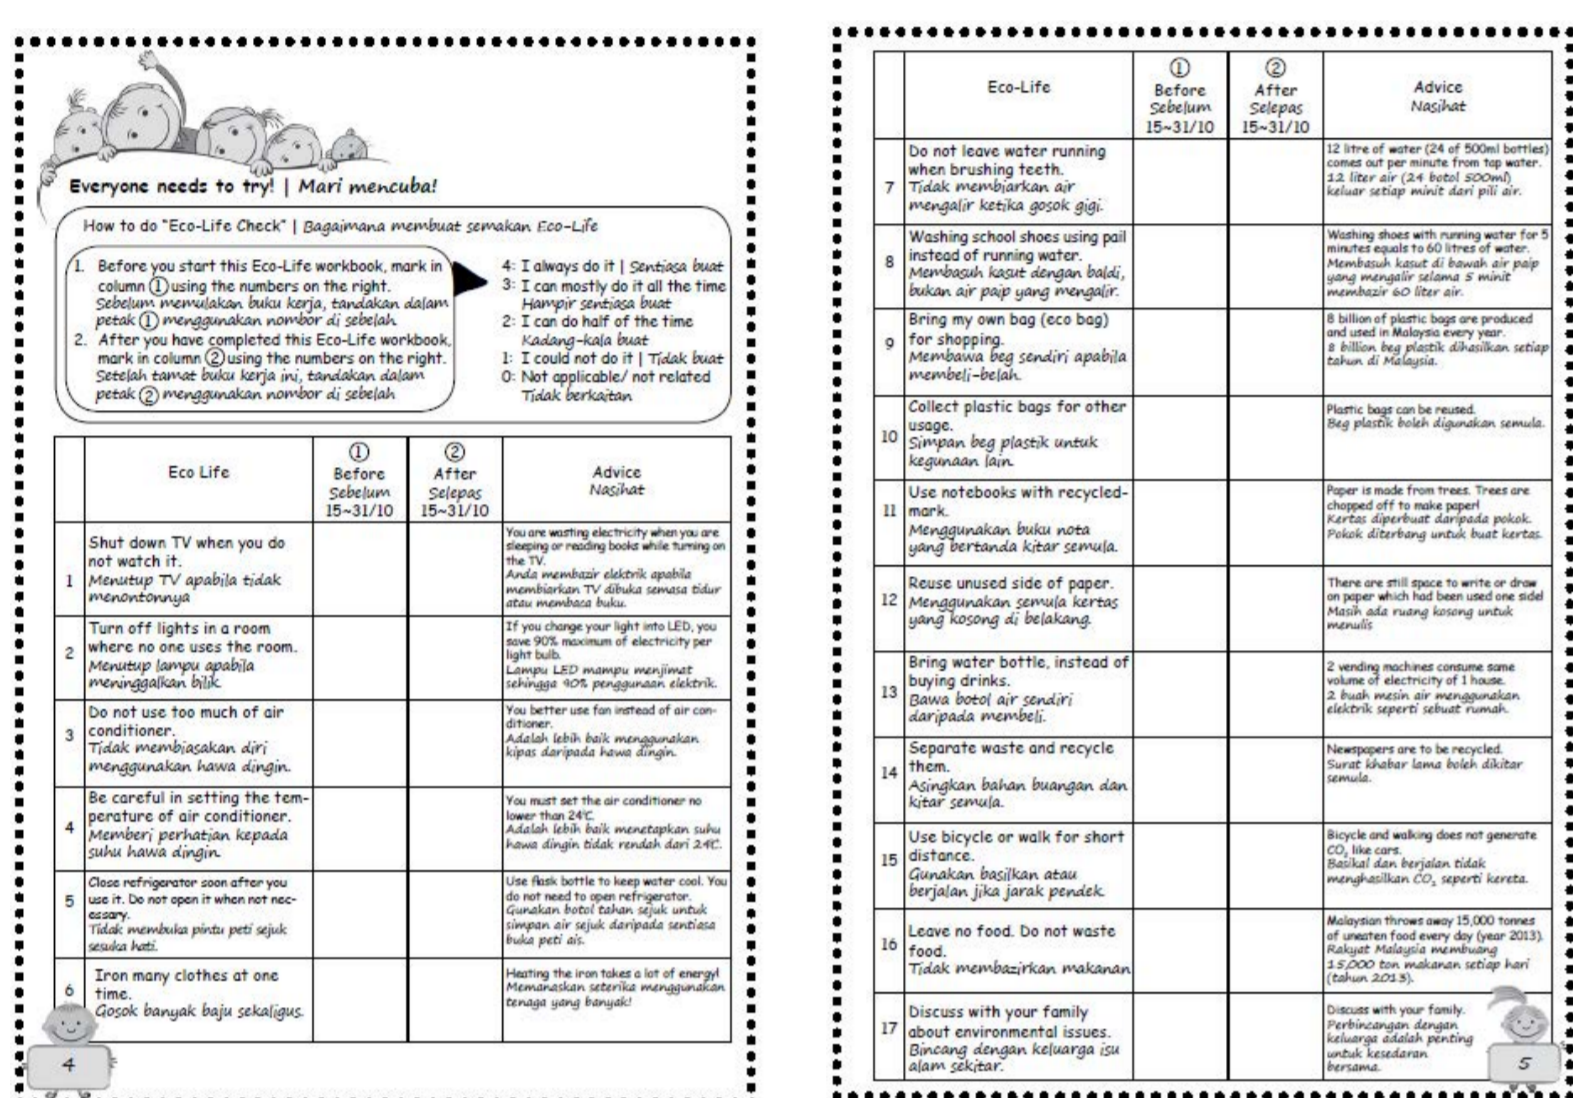 Everyone needs to try! | Mari mencuba!
How to do "Eco-Life Check" | Bagaimana membuat semakan Eco-Life
1. Before you start this Eco-Life workbook, mark in
column ① using the numbers on the right.
Sebelum memulakan buku kerja, tandakan dalam
petak ① menggunakan nombor di sebelah.
2. After you have completed this Eco-Life workbook,
mark in column ② using the numbers on the right.
Setelah tamat buku kerja ini, tandakan dalam
petak ② menggunakan nombor di sebelah
4: I always do it | Sentiasa buat
3: I can mostly do it all the time
Hampir sentiasa buat
2: I can do half of the time
Kadang-kala buat
1: I could not do it | Tidak buat
0: Not applicable/ not related
Tidak berkaitan
Eco Life
①
Before
Sebelum
15~31/10
②
After
Selepas
15~31/10
Advice
Nasihat
1
Shut down TV when you do
not watch it.
Menutup TV apabila tidak
menontonnya
You are wasting electricity when you are
sleeping or reading books while turning on
the TV.
Anda membazir elektrik apabila
membiarkan TV dibuka semasa tidur
atau membaca buku.
2
Turn off lights in a room
where no one uses the room.
Menutup lampu apabila
meninggalkan bilik.
If you change your light into LED, you
save 90% maximum of electricity per
light bulb.
Lampu LED mampu menjimat
sehingga 90% penggunaan elektrik.
3
Do not use too much of air
conditioner.
Tidak membiasakan diri
menggunakan hawa dingin.
You better use fan instead of air con-
ditioner.
Adalah lebih baik menggunakan
kipas daripada hawa dingin.
4
Be careful in setting the tem-
perature of air conditioner.
Memberi perhatian kepada
suhu hawa dingin.
You must set the air conditioner no
lower than 24℃.
Adalah lebih baik menetapkan suhu
hawa dingin tidak rendah dari 24℃.
5
Close refrigerator soon after you
use it. Do not open it when not nec-
essary.
Tidak membuka pintu peti sejuk
sesuka hati.
Use flask bottle to keep water cool. You
do not need to open refrigerator.
Gunakan botol tahan sejuk untuk
simpan air sejuk daripada sentiasa
buka peti ais.
6
Iron many clothes at one
time.
Gosok banyak baju sekaligus.
Heating the iron takes a lot of energy!
Memanaskan seterika menggunakan
tenaga yang banyak!
4
Eco-Life
①
Before
Sebelum
15~31/10
②
After
Selepas
15~31/10
Advice
Nasihat
7
Do not leave water running
when brushing teeth.
Tidak membiarkan air
mengalir ketika gosok gigi.
12 litre of water (24 of 500ml bottles)
comes out per minute from tap water.
12 liter air (24 botol 500ml)
keluar setiap minit dari pili air.
8
Washing school shoes using pail
instead of running water.
Membasuh kasut dengan baldi,
bukan air paip yang mengalir.
Washing shoes with running water for 5
minutes equals to 60 litres of water.
Membasuh kasut di bawah air paip
yang mengalir selama 5 minit
membazir 60 liter air.
9
Bring my own bag (eco bag)
for shopping.
Membawa beg sendiri apabila
membeli-belah.
8 billion of plastic bags are produced
and used in Malaysia every year.
8 billion beg plastik dihasilkan setiap
tahun di Malaysia.
10
Collect plastic bags for other
usage.
Simpan beg plastik untuk
kegunaan lain.
Plastic bags can be reused.
Beg plastik boleh digunakan semula.
11
Use notebooks with recycled-
mark.
Menggunakan buku nota
yang bertanda kitar semula.
Paper is made from trees. Trees are
chopped off to make paper!
Kertas diperbuat daripada pokok.
Pokok diterbang untuk buat kertas.
12
Reuse unused side of paper.
Menggunakan semula kertas
yang kosong di belakang.
There are still space to write or draw
on paper which had been used one side!
Masih ada ruang kosong untuk
menulis
13
Bring water bottle, instead of
buying drinks.
Bawa botol air sendiri
daripada membeli.
2 vending machines consume same
volume of electricity of 1 house.
2 buah mesin air menggunakan
elektrik seperti sebuat rumah.
14
Separate waste and recycle
them.
Asingkan bahan buangan dan
kitar semula.
Newspapers are to be recycled.
Surat khabar lama boleh dikitar
semula.
15
Use bicycle or walk for short
distance.
Gunakan basilkan atau
berjalan jika jarak pendek.
Bicycle and walking does not generate
CO₂ like cars.
Basikal dan berjalan tidak
menghasilkan CO₂ seperti kereta.
16
Leave no food. Do not waste
food.
Tidak membazirkan makanan
Malaysian throws away 15,000 tonnes
of uneaten food every day (year 2013).
Rakyat Malaysia membuang
15,000 ton makanan setiap hari
(tahun 2013).
17
Discuss with your family
about environmental issues.
Bincang dengan keluarga isu
alam sekitar.
Discuss with your family.
Perbincangan dengan
keluarga adalah penting
untuk kesedaran
bersama.
5